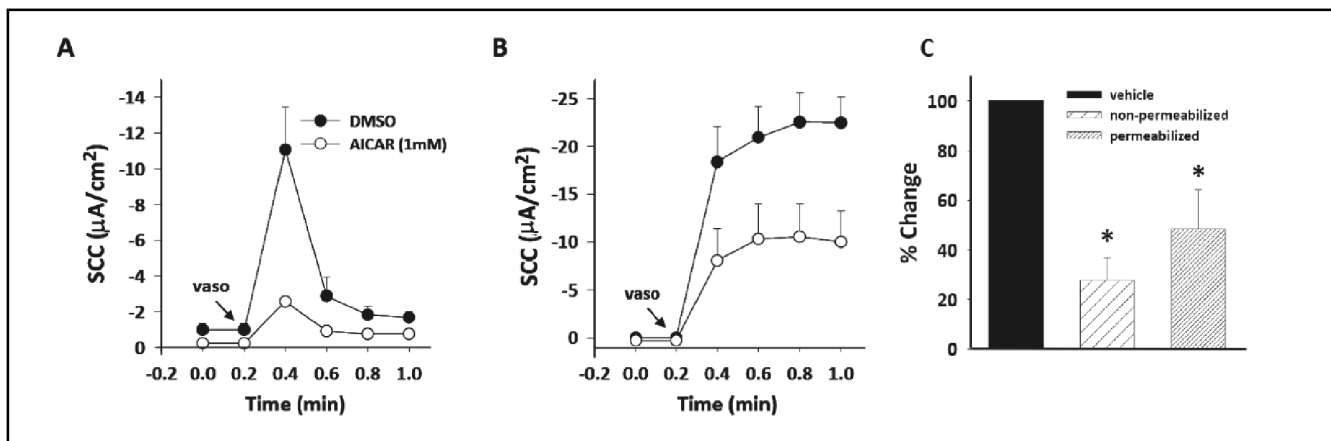 A
SCC (μA/cm²)
-14
-12
-10
-8
-6
-4
-2
0
DMSO
AICAR (1mM)
vaso
-0.2 0.0 0.2 0.4 0.6 0.8 1.0
Time (min)
B
SCC (μA/cm²)
-25
-20
-15
-10
-5
0
vaso
-0.2 0.0 0.2 0.4 0.6 0.8 1.0
Time (min)
C
% Change
100
80
60
40
20
0
vehicle
non-permeabilized
permeabilized
*
*